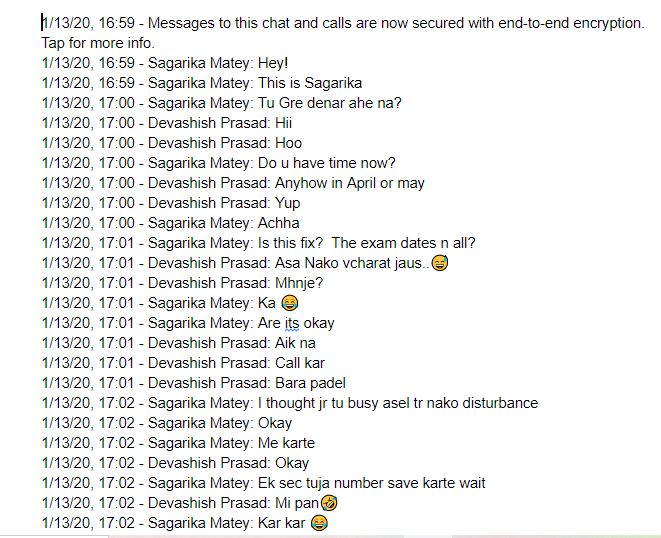 1/13/20, 16:59 - Messages to this chat and calls are now secured with end-to-end encryption.
Tap for more info.
1/13/20, 16:59 - Sagarika Matey: Hey!
1/13/20, 16:59 - Sagarika Matey: This is Sagarika
1/13/20, 17:00 - Sagarika Matey: Tu Gre denar ahe na?
1/13/20, 17:00 - Devashish Prasad: Hii
1/13/20, 17:00 - Devashish Prasad: Hoo
1/13/20, 17:00 - Sagarika Matey: Do u have time now?
1/13/20, 17:00 - Devashish Prasad: Anyhow in April or may
1/13/20, 17:00 - Devashish Prasad: Yup
1/13/20, 17:00 - Sagarika Matey: Achha
1/13/20, 17:01 - Sagarika Matey: Is this fix?  The exam dates n all?
1/13/20, 17:01 - Devashish Prasad: Asa Nako vcharat jaus..😅
1/13/20, 17:01 - Devashish Prasad: Mhnje?
1/13/20, 17:01 - Sagarika Matey: Ka 😂
1/13/20, 17:01 - Sagarika Matey: Are its okay
1/13/20, 17:01 - Devashish Prasad: Aik na
1/13/20, 17:01 - Devashish Prasad: Call kar
1/13/20, 17:01 - Devashish Prasad: Bara padel
1/13/20, 17:02 - Sagarika Matey: I thought jr tu busy asel tr nako disturbance
1/13/20, 17:02 - Sagarika Matey: Okay
1/13/20, 17:02 - Sagarika Matey: Me karte
1/13/20, 17:02 - Devashish Prasad: Okay
1/13/20, 17:02 - Sagarika Matey: Ek sec tuja number save karte wait
1/13/20, 17:02 - Devashish Prasad: Mi pan🤣
1/13/20, 17:02 - Sagarika Matey: Kar kar 😂